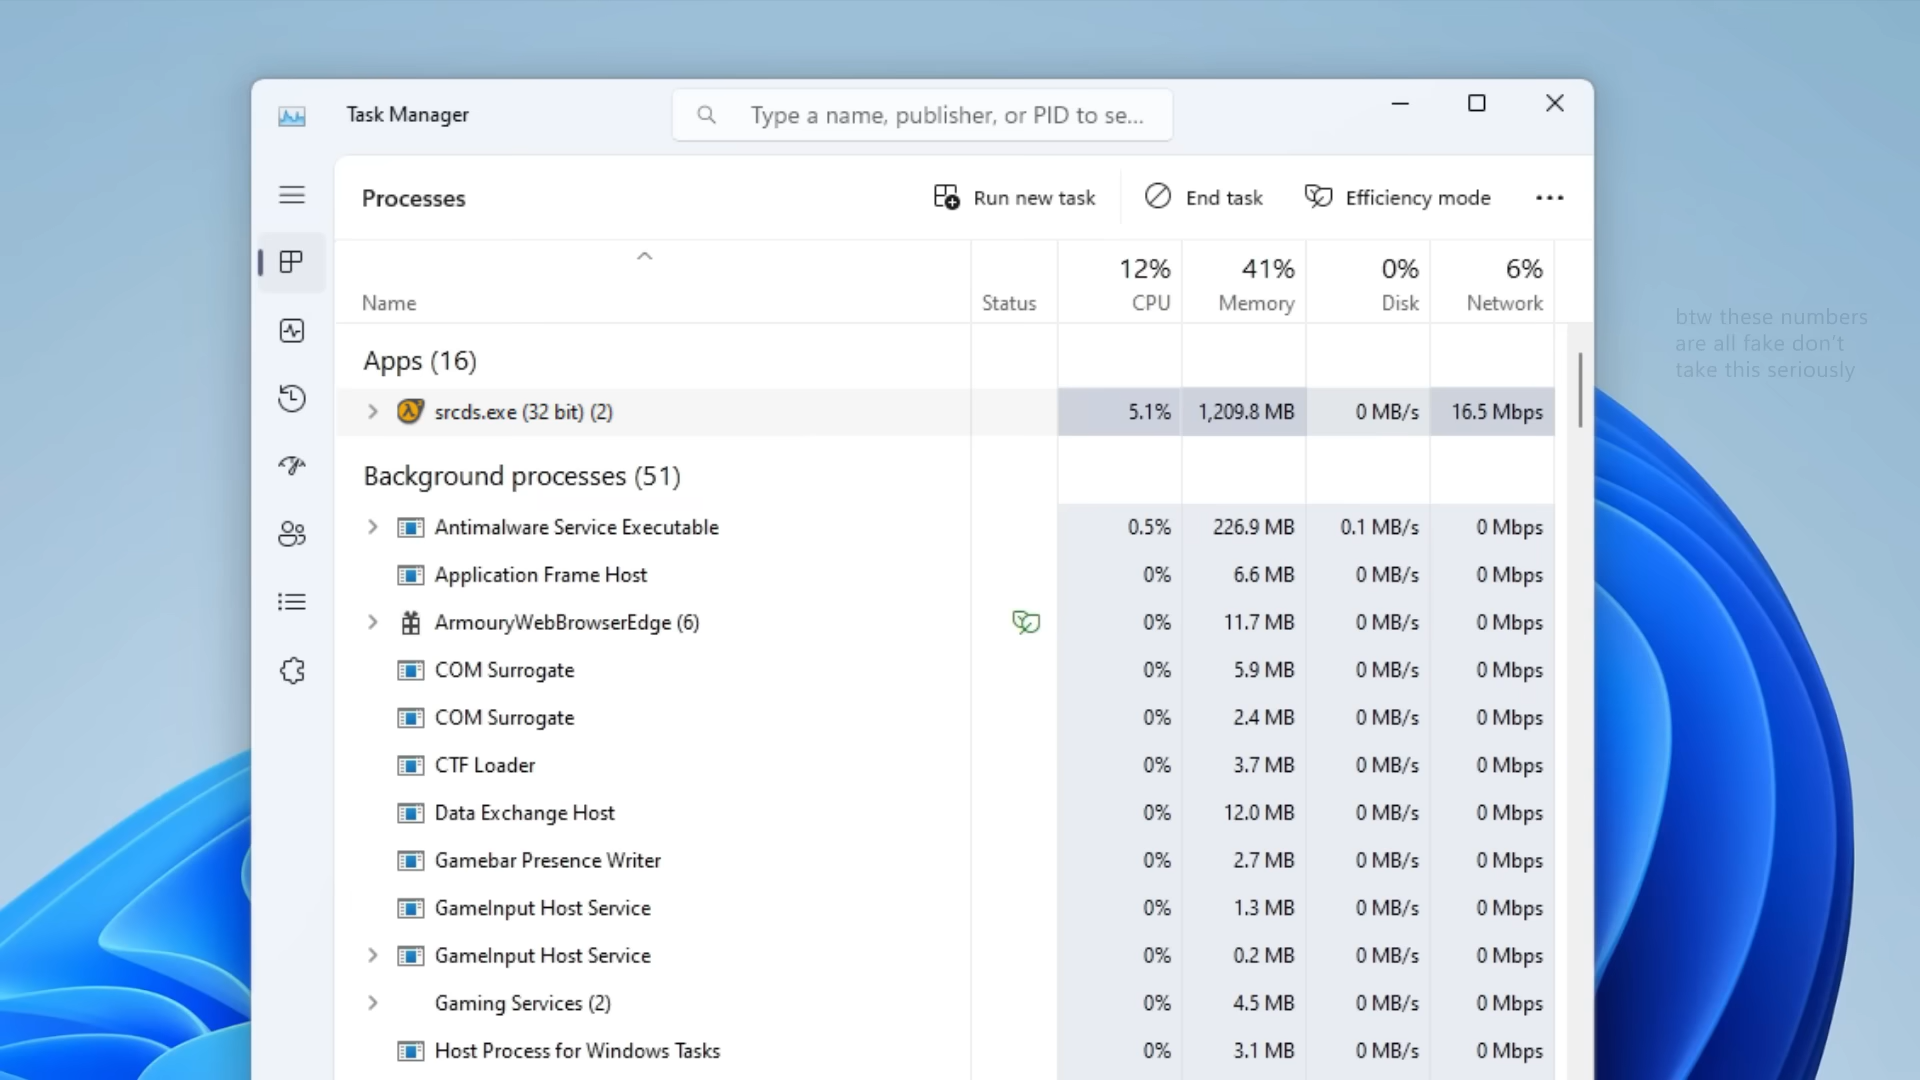 Task Manager
Type a name, publisher, or PID to se...
Processes
Run new task
End task
Efficiency mode
12% 41% 0% 6%
Name Status CPU Memory Disk Network
btw these numbers
are all fake don't
take this seriously
Apps (16)
srcds.exe (32 bit) (2) 5.1% 1,209.8 MB 0 MB/s 16.5 Mbps
Background processes (51)
Antimalware Service Executable 0.5% 226.9 MB 0.1 MB/s 0 Mbps
Application Frame Host 0% 6.6 MB 0 MB/s 0 Mbps
ArmouryWebBrowserEdge (6) 0% 11.7 MB 0 MB/s 0 Mbps
COM Surrogate 0% 5.9 MB 0 MB/s 0 Mbps
COM Surrogate 0% 2.4 MB 0 MB/s 0 Mbps
CTF Loader 0% 3.7 MB 0 MB/s 0 Mbps
Data Exchange Host 0% 12.0 MB 0 MB/s 0 Mbps
Gamebar Presence Writer 0% 2.7 MB 0 MB/s 0 Mbps
GameInput Host Service 0% 1.3 MB 0 MB/s 0 Mbps
GameInput Host Service 0% 0.2 MB 0 MB/s 0 Mbps
Gaming Services (2) 0% 4.5 MB 0 MB/s 0 Mbps
Host Process for Windows Tasks 0% 3.1 MB 0 MB/s 0 Mbps